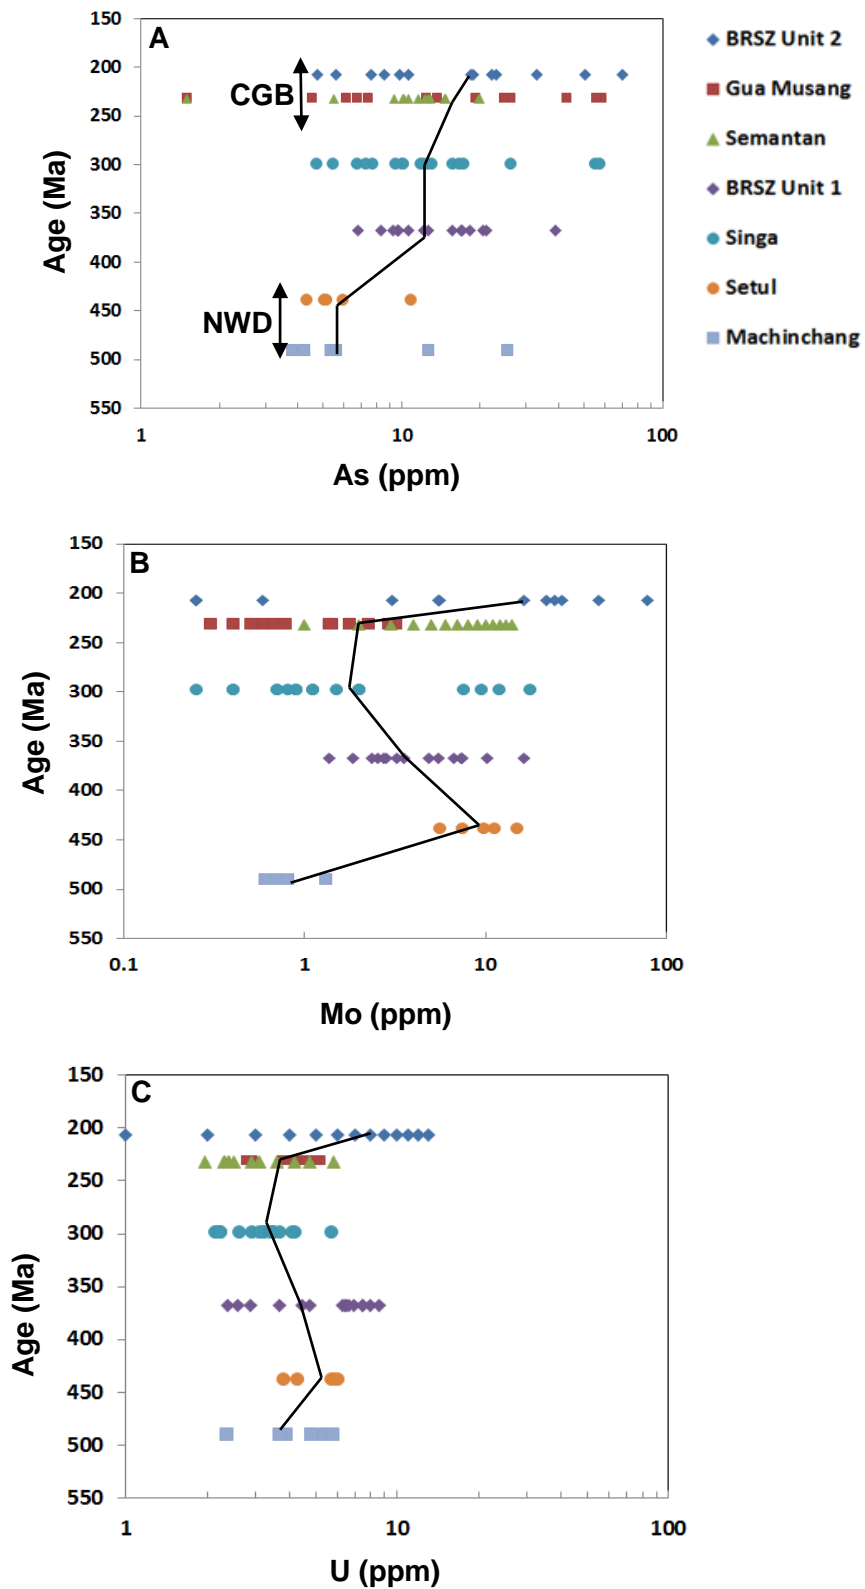 A
150
200
250
300
350
400
450
500
550
Age (Ma)
CGB
NWD
1
10
100
As (ppm)
BRSZ Unit 2
Gua Musang
Semantan
BRSZ Unit 1
Singa
Setul
Machinchang
B
150
200
250
300
350
400
450
500
550
Age (Ma)
0.1
1
10
100
Mo (ppm)
C
150
200
250
300
350
400
450
500
550
Age (Ma)
1
10
100
U (ppm)